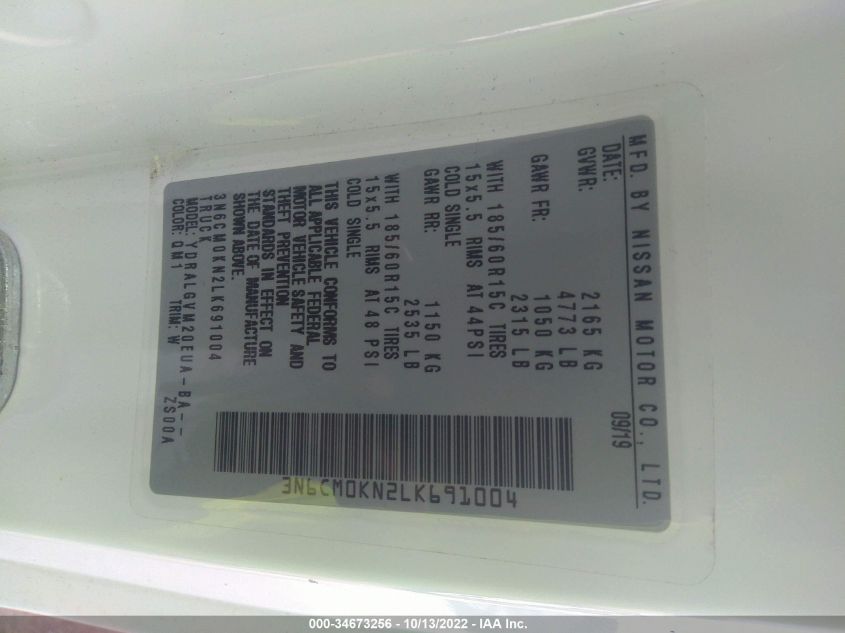 MFD. BY NISSAN MOTOR CO., LTD.
DATE: 09/19
GVWR: 2165 KG
4773 LB
GAWR FR: 1050 KG
2315 LB
WITH 185/60R15C TIRES
15x5.5 RIMS AT 44PSI
COLD SINGLE
GAWR RR: 1150 KG
2535 LB
WITH 185/60R15C TIRES
15x5.5 RIMS AT 48 PSI
COLD SINGLE
THIS VEHICLE CONFORMS TO
ALL APPLICABLE FEDERAL
MOTOR VEHICLE SAFETY AND
THEFT PREVENTION
STANDARDS IN EFFECT ON
THE DATE OF MANUFACTURE
SHOWN ABOVE.
3N6CM0KN2LK691004
TRUCK
MODEL: YDRALGVM20EUA-BA--
COLOR: QM1 TRIM: W ZS00A
3N6CM0KN2LK691004
000-34673256 - 10/13/2022 - IAA Inc.